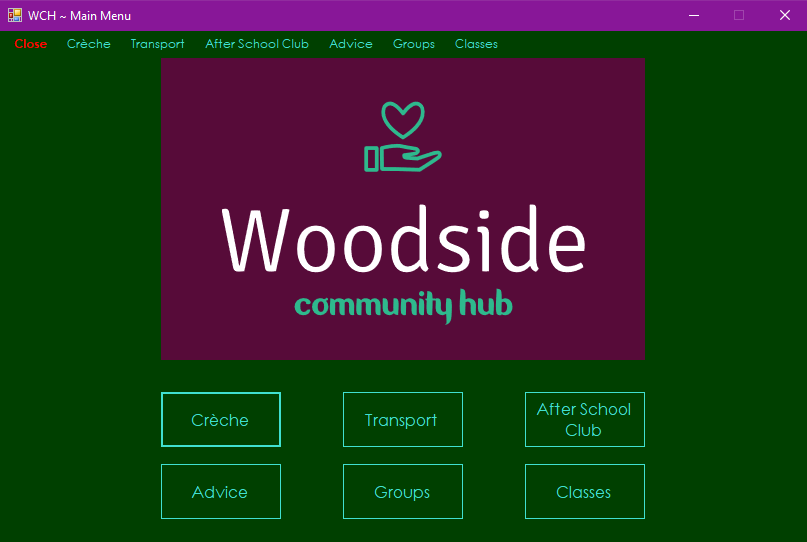 WCH ~ Main Menu
Close Crèche Transport After School Club Advice Groups Classes
Woodside
community hub
Crèche Transport After School
Club
Advice Groups Classes